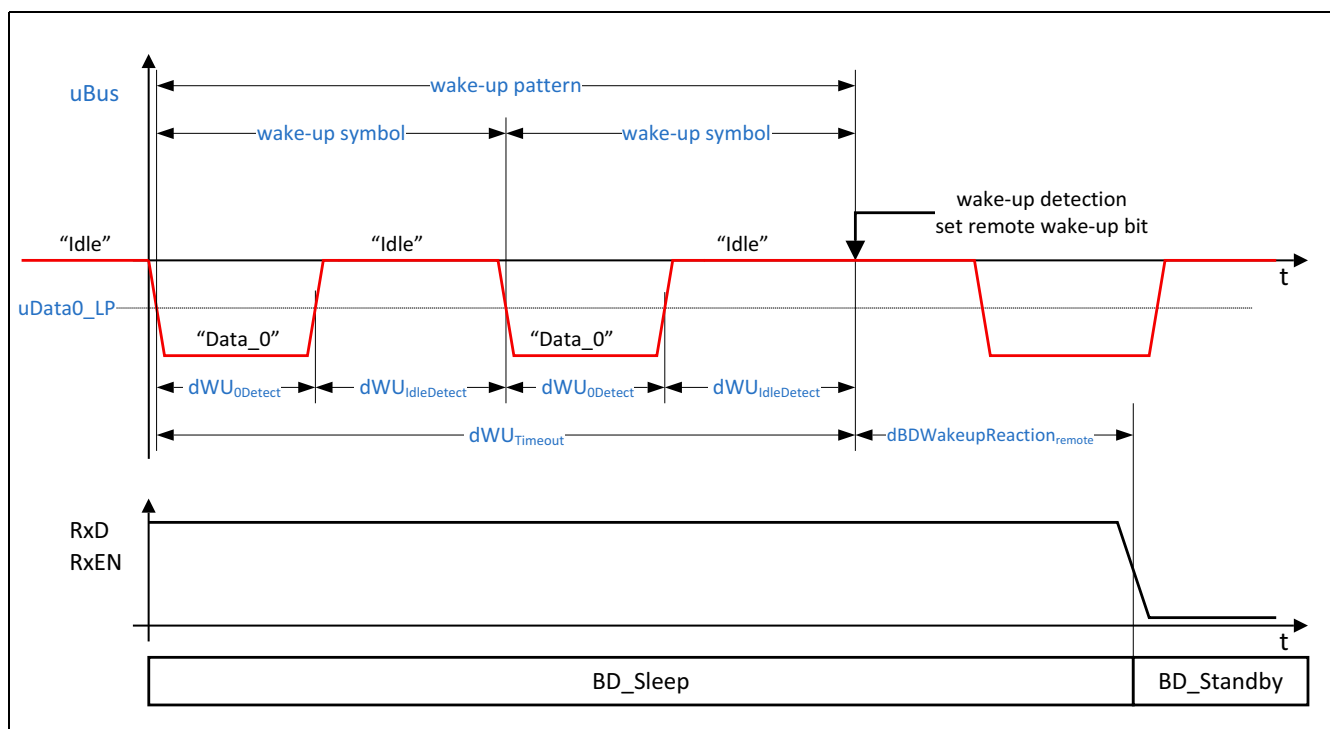 uBus
wake-up pattern
wake-up symbol
wake-up symbol
wake-up detection
set remote wake-up bit
“Idle”
“Idle”
“Idle”
t
uData0_LP
“Data_0”
“Data_0”
dWU0Detect
dWUIdleDetect
dWU0Detect
dWUIdleDetect
dWUTimeout
dBDWakeupReactionremote
RxD
RxEN
t
BD_Sleep
BD_Standby